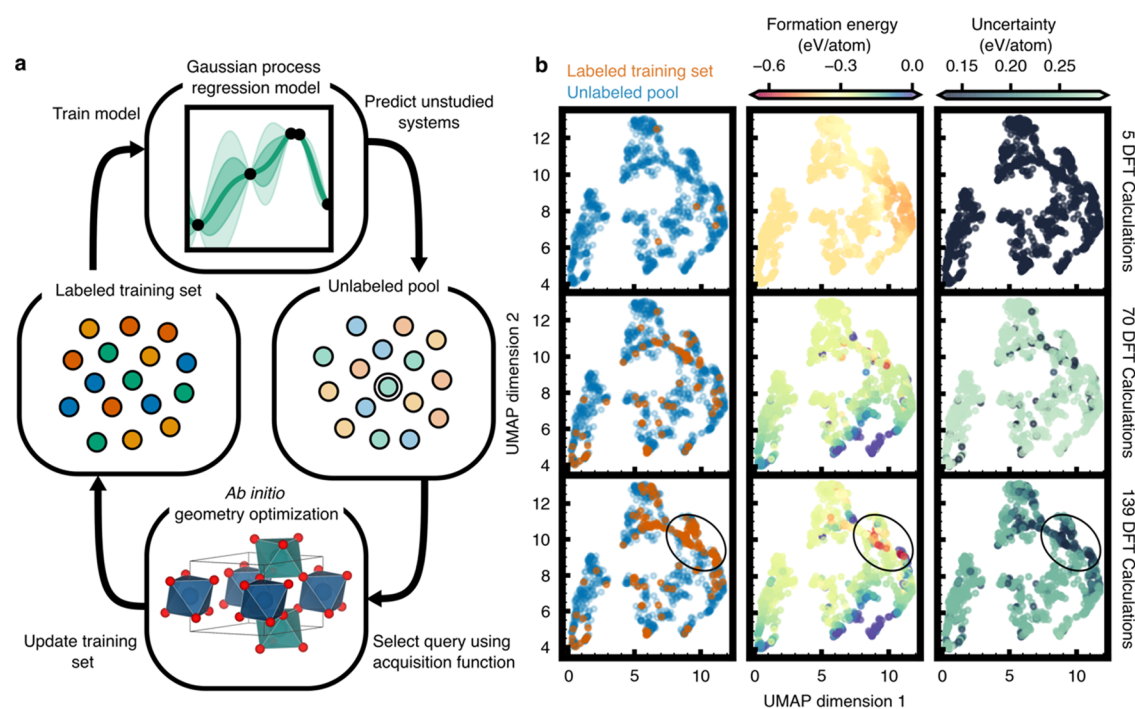 a
Gaussian process
regression model
Train model
Predict unstudied
systems
Labeled training set
Unlabeled pool
Ab initio
geometry optimization
Update training
set
Select query using
acquisition function
b
Labeled training set
Unlabeled pool
Formation energy
(eV/atom)
−0.6 −0.3 0.0
Uncertainty
(eV/atom)
0.15 0.20 0.25
12
10
8
6
4
5 DFT Calculations
12
10
8
6
4
70 DFT Calculations
12
10
8
6
4
139 DFT Calculations
UMAP dimension 2
0 5 10
0 5 10
0 5 10
UMAP dimension 1